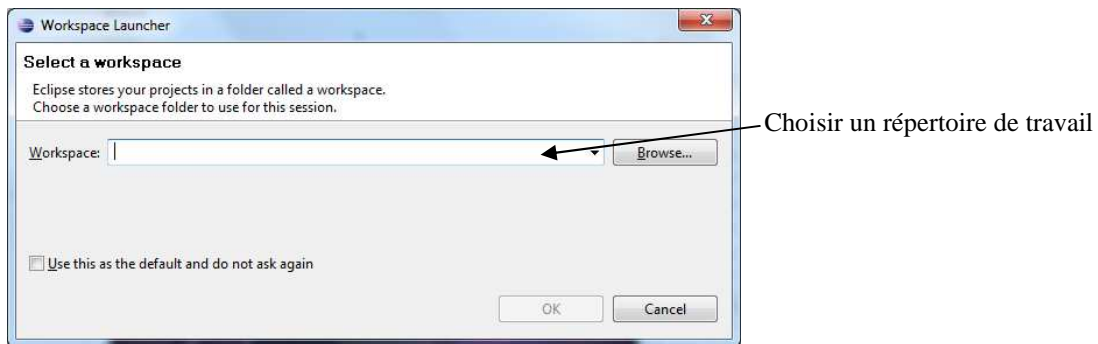 Workspace Launcher
Select a workspace
Eclipse stores your projects in a folder called a workspace.
Choose a workspace folder to use for this session.
Choisir un répertoire de travail
Workspace:
Browse...
Use this as the default and do not ask again
OK
Cancel